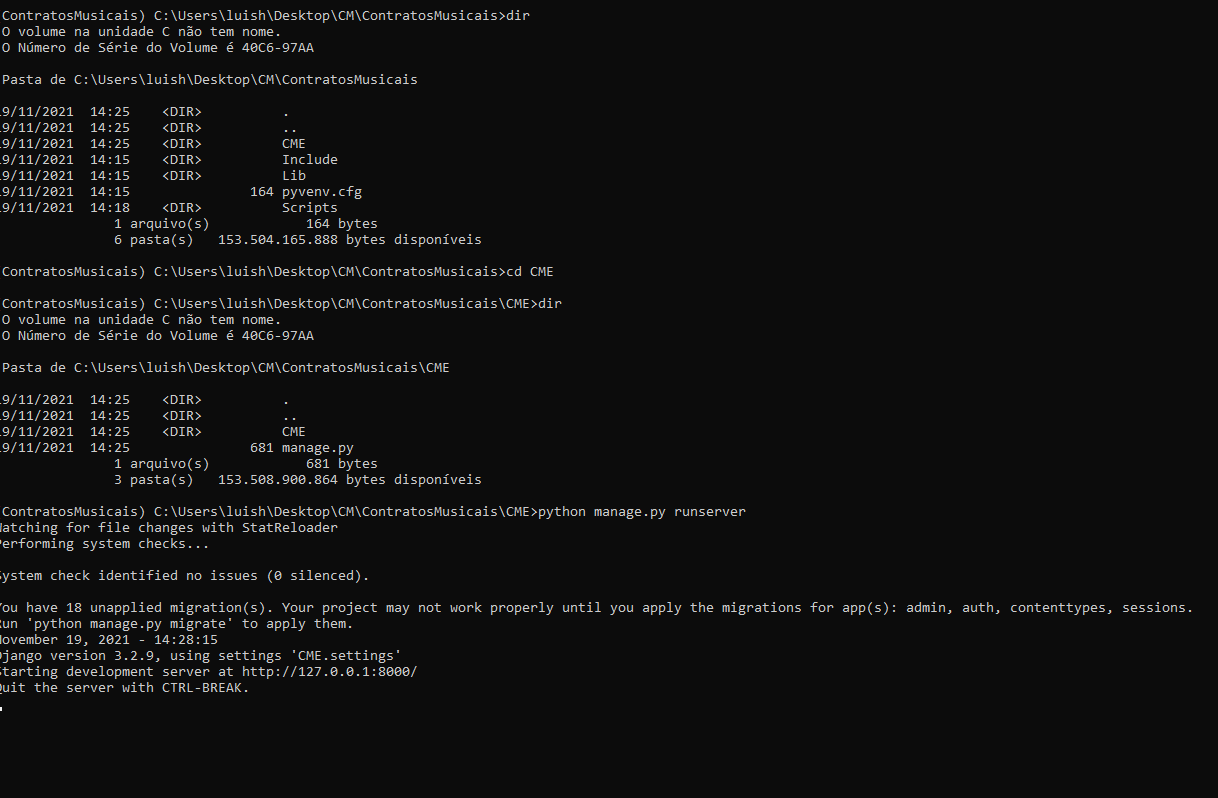 ContratosMusicais) C:\Users\luish\Desktop\CM\ContratosMusicais>dir
O volume na unidade C não tem nome.
O Número de Série do Volume é 40C6-97AA
Pasta de C:\Users\luish\Desktop\CM\ContratosMusicais
9/11/2021  14:25    <DIR>          .
9/11/2021  14:25    <DIR>          ..
9/11/2021  14:25    <DIR>          CME
9/11/2021  14:15    <DIR>          Include
9/11/2021  14:15    <DIR>          Lib
9/11/2021  14:15               164 pyvenv.cfg
9/11/2021  14:18    <DIR>          Scripts
1 arquivo(s)            164 bytes
6 pasta(s)   153.504.165.888 bytes disponíveis
ContratosMusicais) C:\Users\luish\Desktop\CM\ContratosMusicais>cd CME
ContratosMusicais) C:\Users\luish\Desktop\CM\ContratosMusicais\CME>dir
O volume na unidade C não tem nome.
O Número de Série do Volume é 40C6-97AA
Pasta de C:\Users\luish\Desktop\CM\ContratosMusicais\CME
9/11/2021  14:25    <DIR>          .
9/11/2021  14:25    <DIR>          ..
9/11/2021  14:25    <DIR>          CME
9/11/2021  14:25               681 manage.py
1 arquivo(s)            681 bytes
3 pasta(s)   153.508.900.864 bytes disponíveis
ContratosMusicais) C:\Users\luish\Desktop\CM\ContratosMusicais\CME>python manage.py runserver
Watching for file changes with StatReloader
Performing system checks...
System check identified no issues (0 silenced).
You have 18 unapplied migration(s). Your project may not work properly until you apply the migrations for app(s): admin, auth, contenttypes, sessions.
Run 'python manage.py migrate' to apply them.
November 19, 2021 - 14:28:15
Django version 3.2.9, using settings 'CME.settings'
Starting development server at http://127.0.0.1:8000/
Quit the server with CTRL-BREAK.